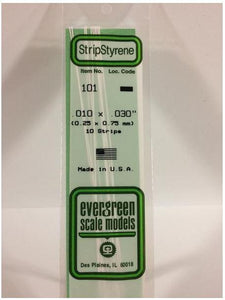 StripStyrene
Item No. Loc. Code
101
.010 x .030"
(0.25 x 0.75 mm)
10 Strips
Made in U.S.A.
evergreen
scale models
Des Plaines, IL 60018